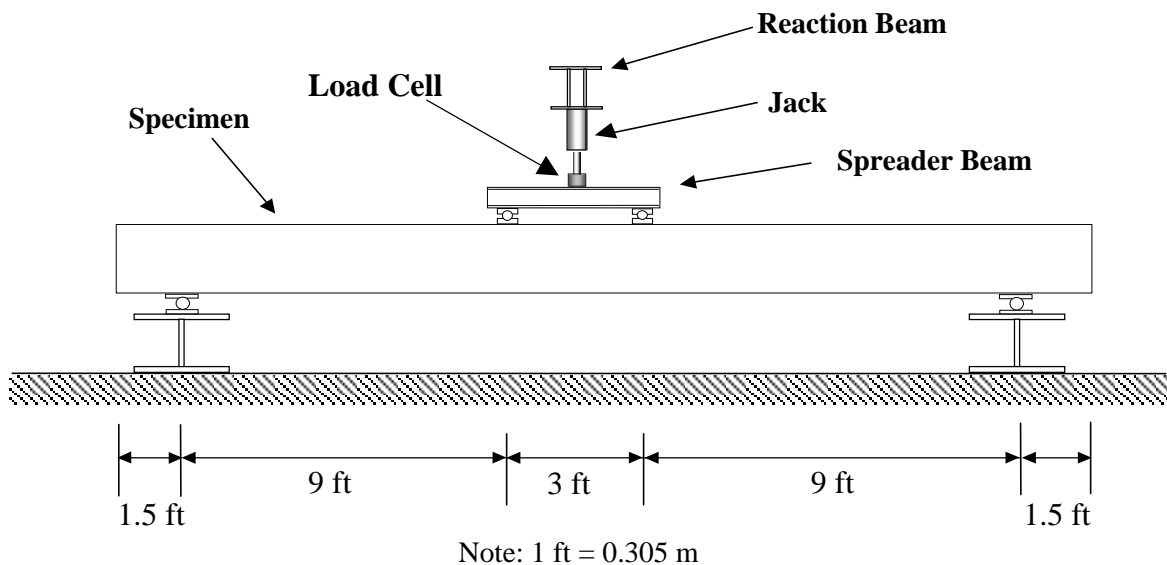 Reaction Beam
Load Cell
Jack
Specimen
Spreader Beam
9 ft
3 ft
9 ft
1.5 ft
1.5 ft
Note: 1 ft = 0.305 m